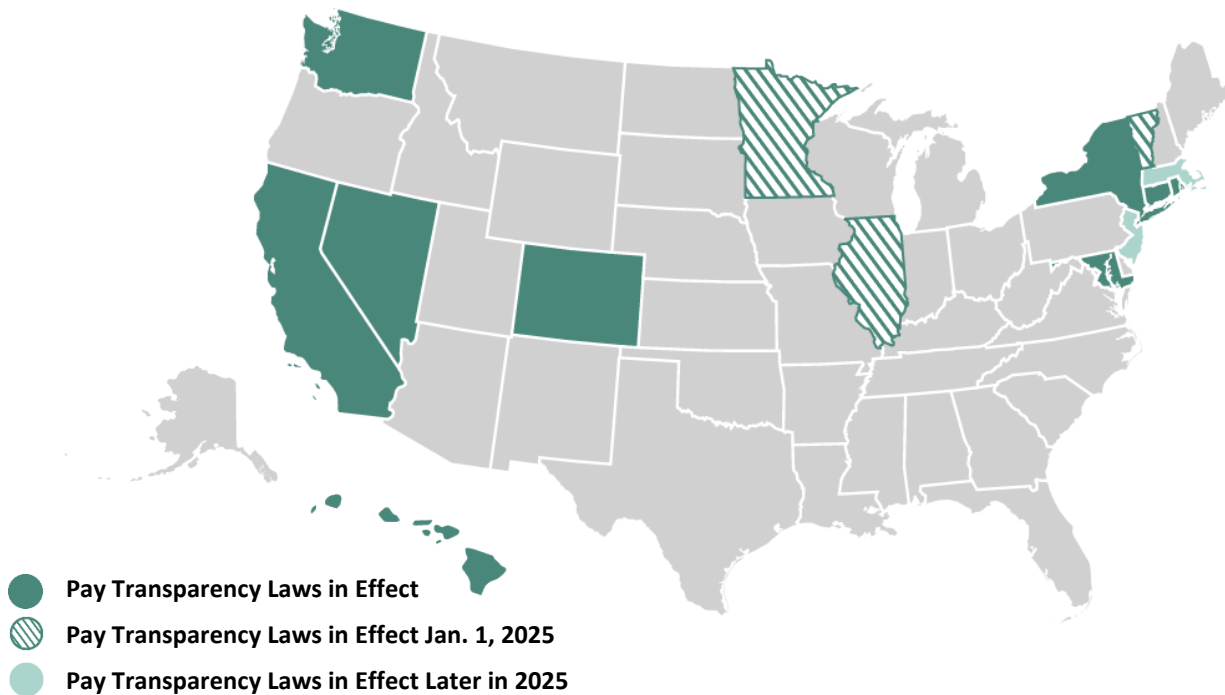 Pay Transparency Laws in Effect
Pay Transparency Laws in Effect Jan. 1, 2025
Pay Transparency Laws in Effect Later in 2025